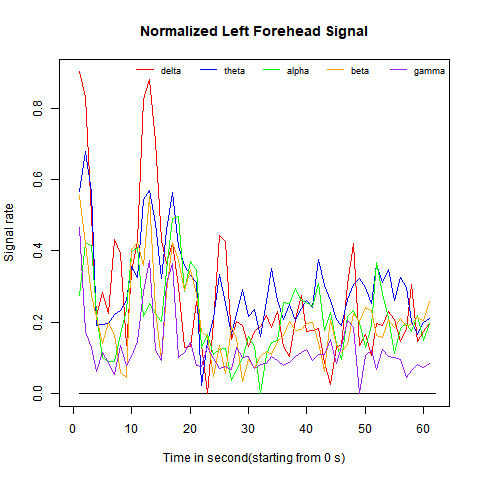 Normalized Left Forehead Signal
delta theta alpha beta gamma
Signal rate
0.8
0.6
0.4
0.2
0.0
0 10 20 30 40 50 60
Time in second(starting from 0 s)